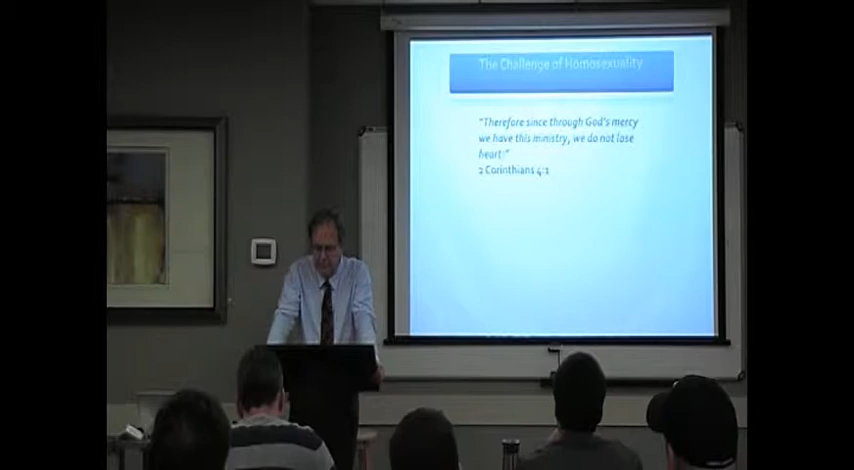 The Challenge of Homosexuality
"Therefore since through God's mercy
we have this ministry, we do not lose
heart:"
2 Corinthians 4:1